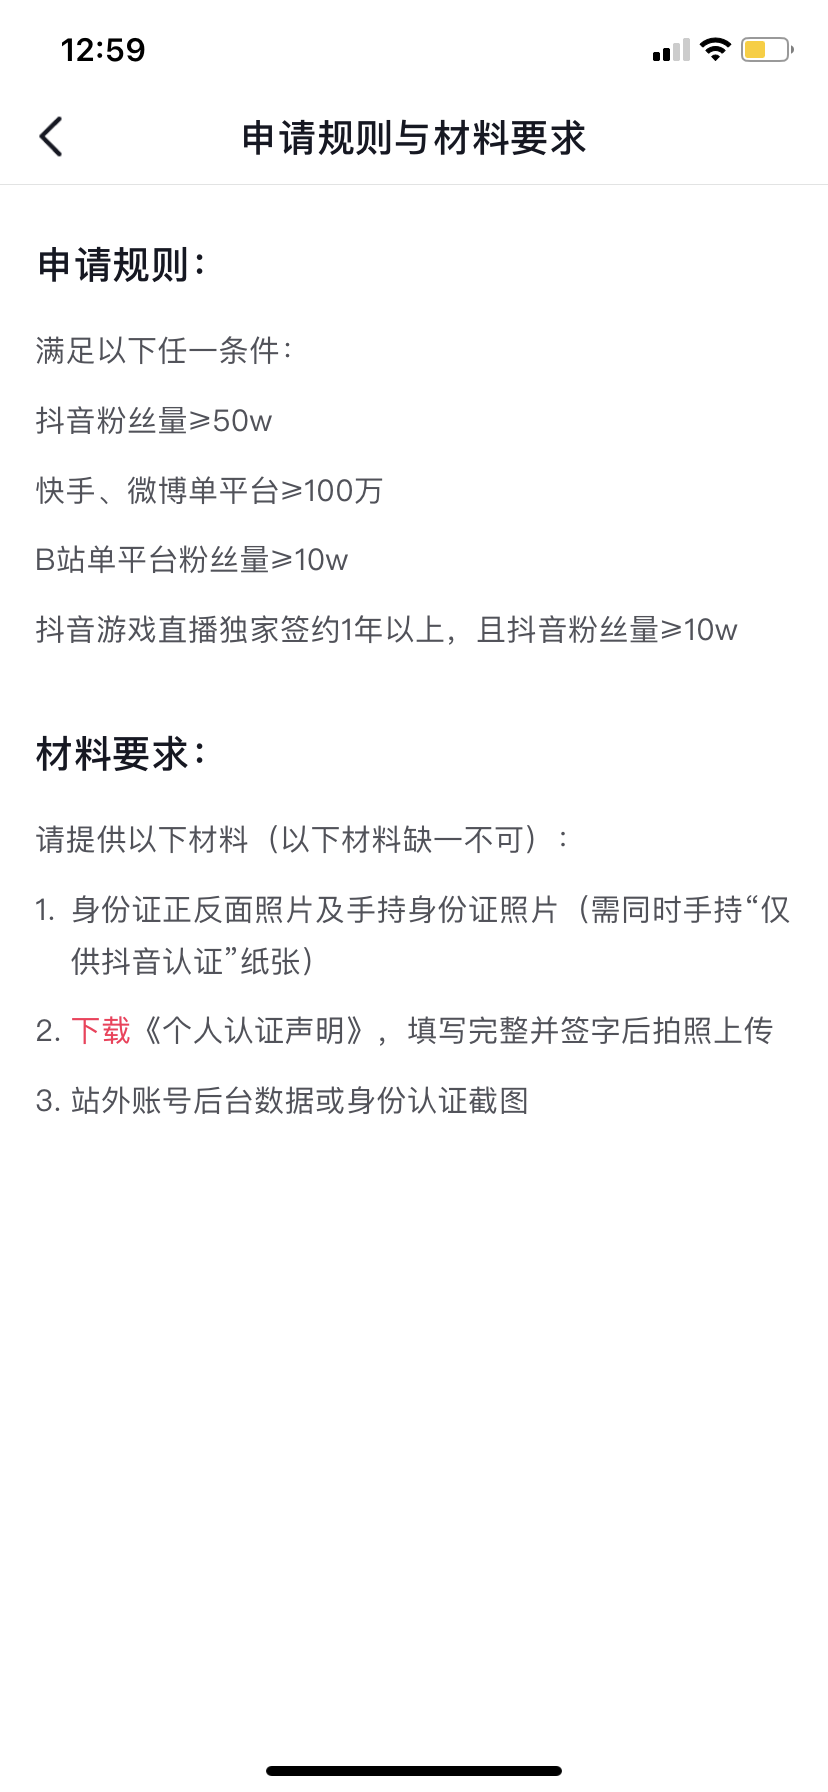 12:59
申请规则与材料要求
申请规则：
满足以下任一条件：
抖音粉丝量⩾50w
快手、微博单平台⩾100万
B站单平台粉丝量⩾10w
抖音游戏直播独家签约1年以上，且抖音粉丝量⩾10w
材料要求：
请提供以下材料（以下材料缺一不可）：
1. 身份证正反面照片及手持身份证照片（需同时手持“仅
供抖音认证”纸张）
2. 下载《个人认证声明》，填写完整并签字后拍照上传
3. 站外账号后台数据或身份认证截图